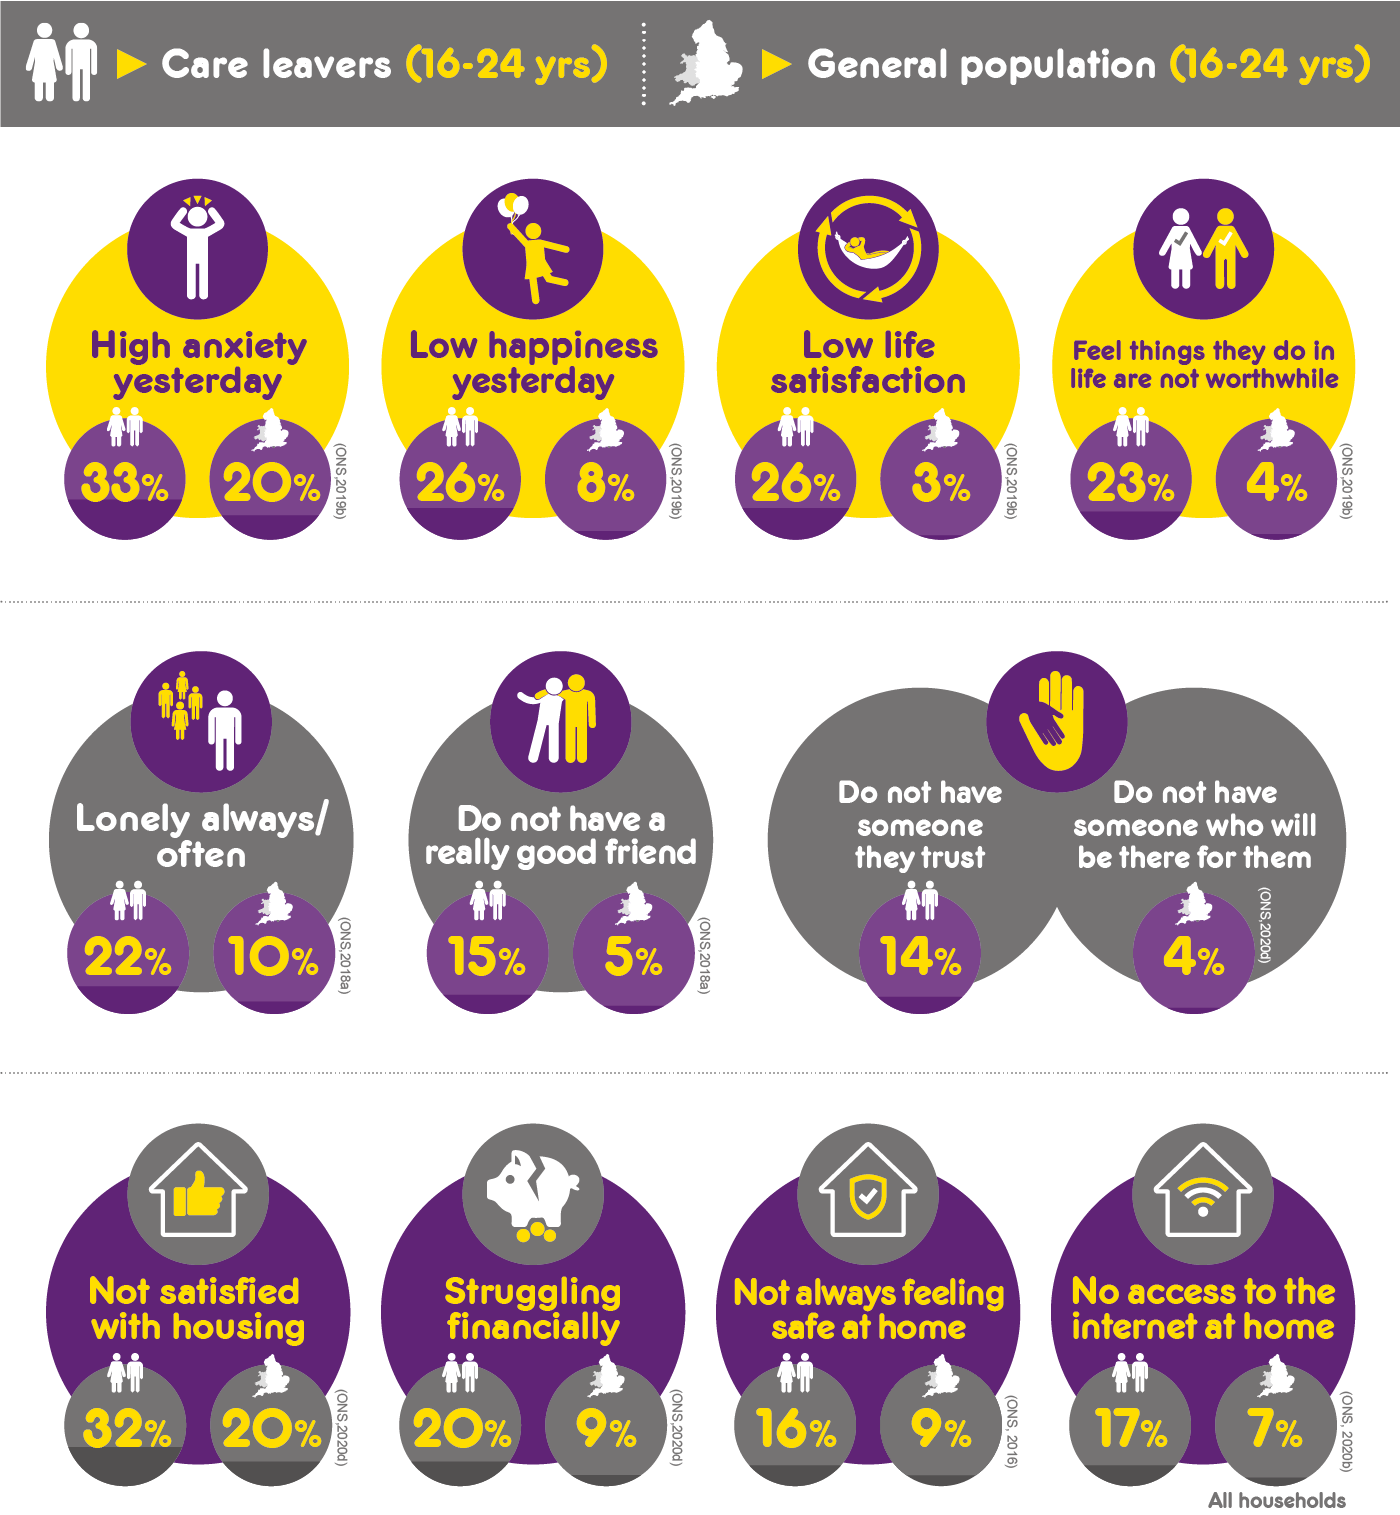 Care leavers (16-24 yrs)
General population (16-24 yrs)
High anxiety
yesterday
33%
20%
(ONS,2019b)
Low happiness
yesterday
26%
8%
(ONS,2019b)
Low life
satisfaction
26%
3%
(ONS,2019b)
Feel things they do in
life are not worthwhile
23%
4%
(ONS,2019b)
Lonely always/
often
22%
10%
(ONS,2018a)
Do not have a
really good friend
15%
5%
(ONS,2018a)
Do not have
someone
they trust
14%
Do not have
someone who will
be there for them
4%
(ONS,2020d)
Not satisfied
with housing
32%
20%
(ONS,2020d)
Struggling
financially
20%
9%
(ONS,2020d)
Not always feeling
safe at home
16%
9%
(ONS, 2016)
No access to the
internet at home
17%
7%
(ONS, 2020b)
All households